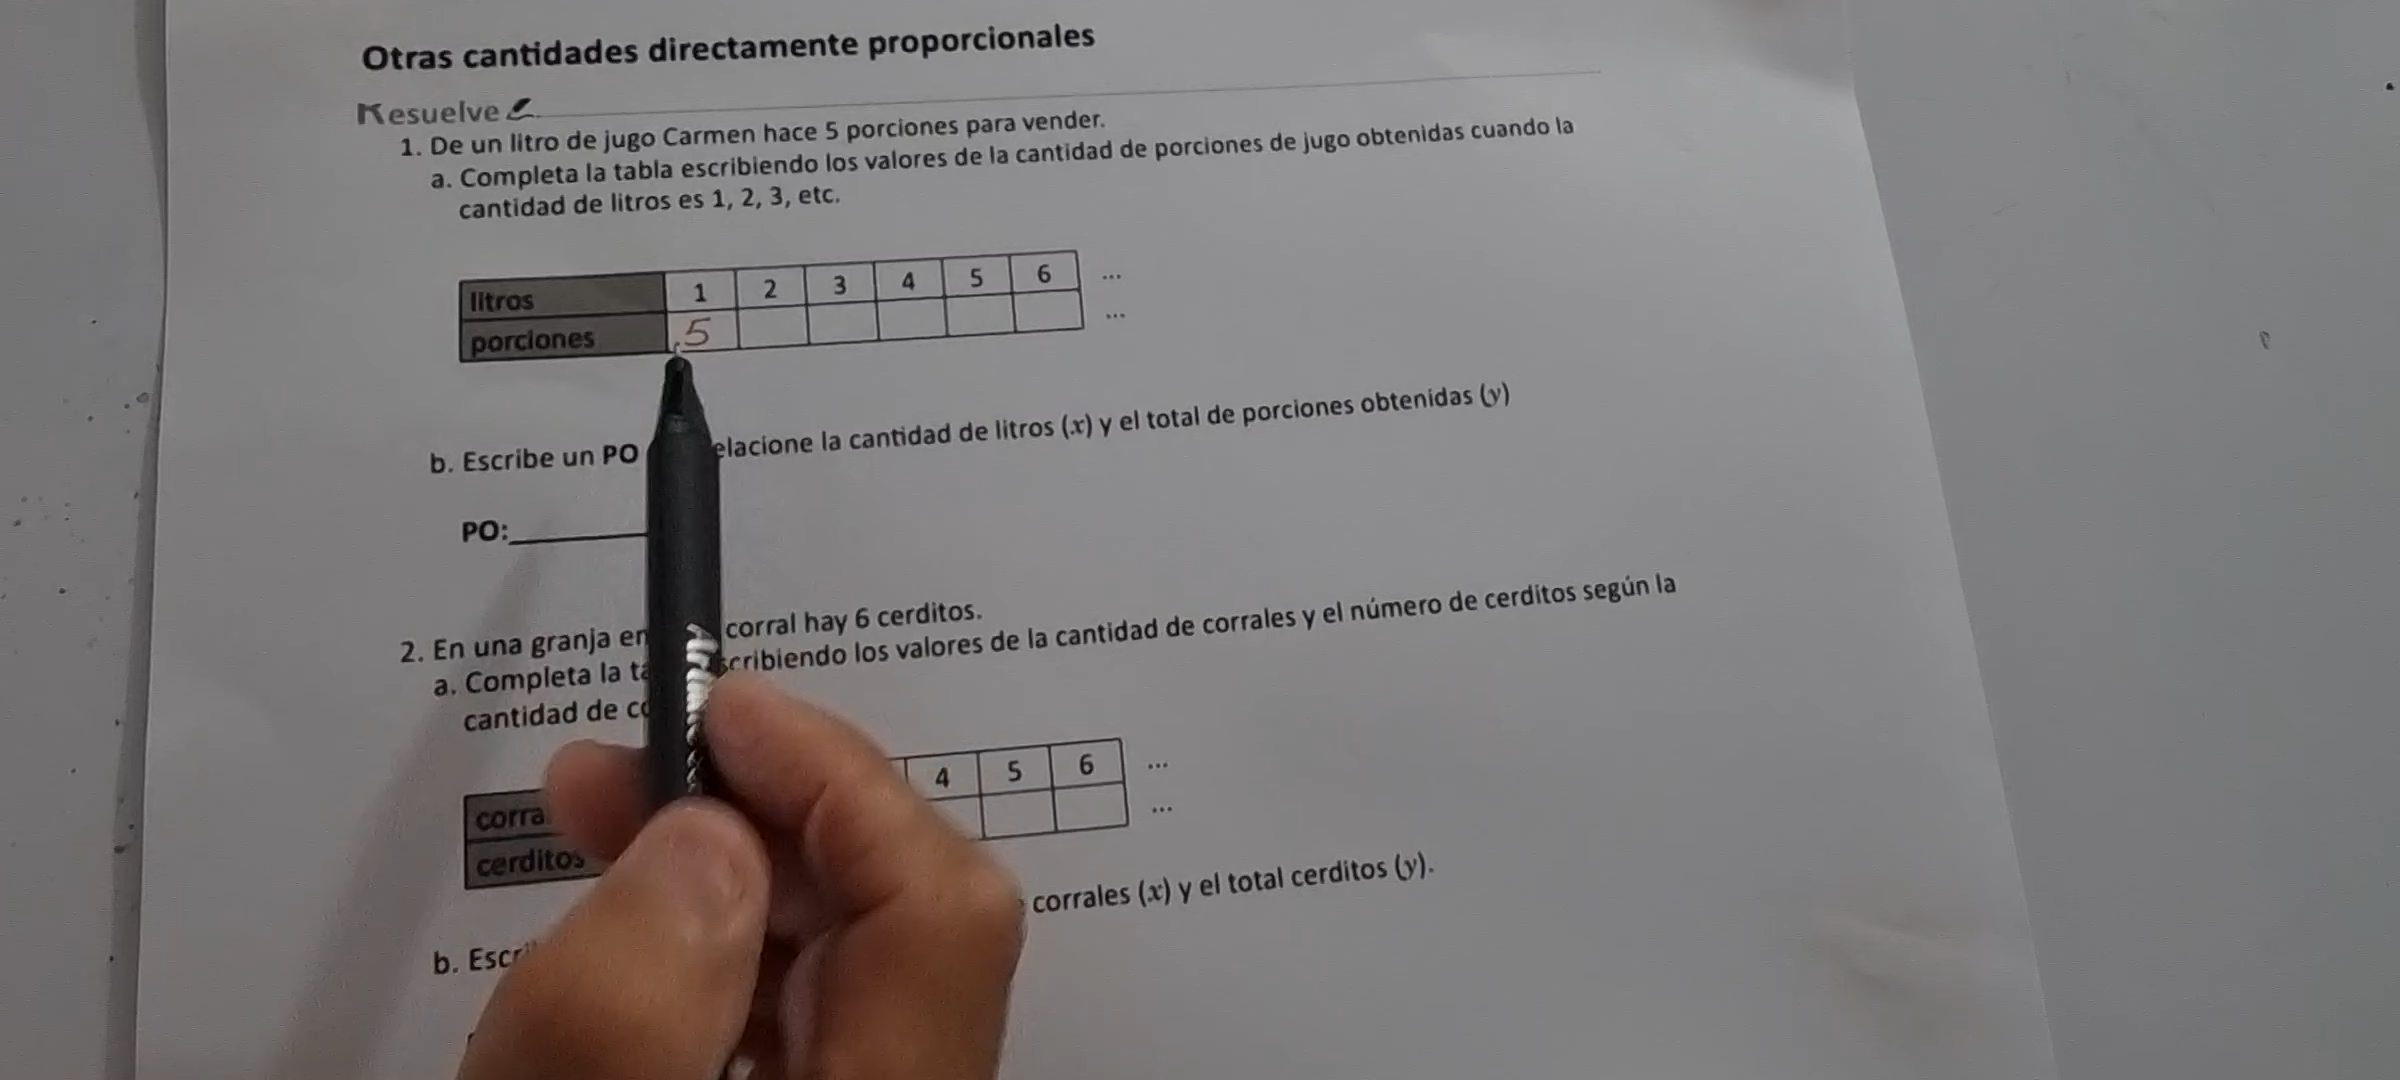 Otras cantidades directamente proporcionales
Resuelve
1. De un litro de jugo Carmen hace 5 porciones para vender.
a. Completa la tabla escribiendo los valores de la cantidad de porciones de jugo obtenidas cuando la
cantidad de litros es 1, 2, 3, etc.
litros 1 2 3 4 5 6 ...
porciones 5 ...
b. Escribe un PO elacione la cantidad de litros (x) y el total de porciones obtenidas (y)
PO:
2. En una granja en corral hay 6 cerditos.
a. Completa la scribiendo los valores de la cantidad de corrales y el número de cerditos según la
cantidad de
corra 4 5 6 ...
cerditos ...
b. Escri corrales (x) y el total cerditos (y).